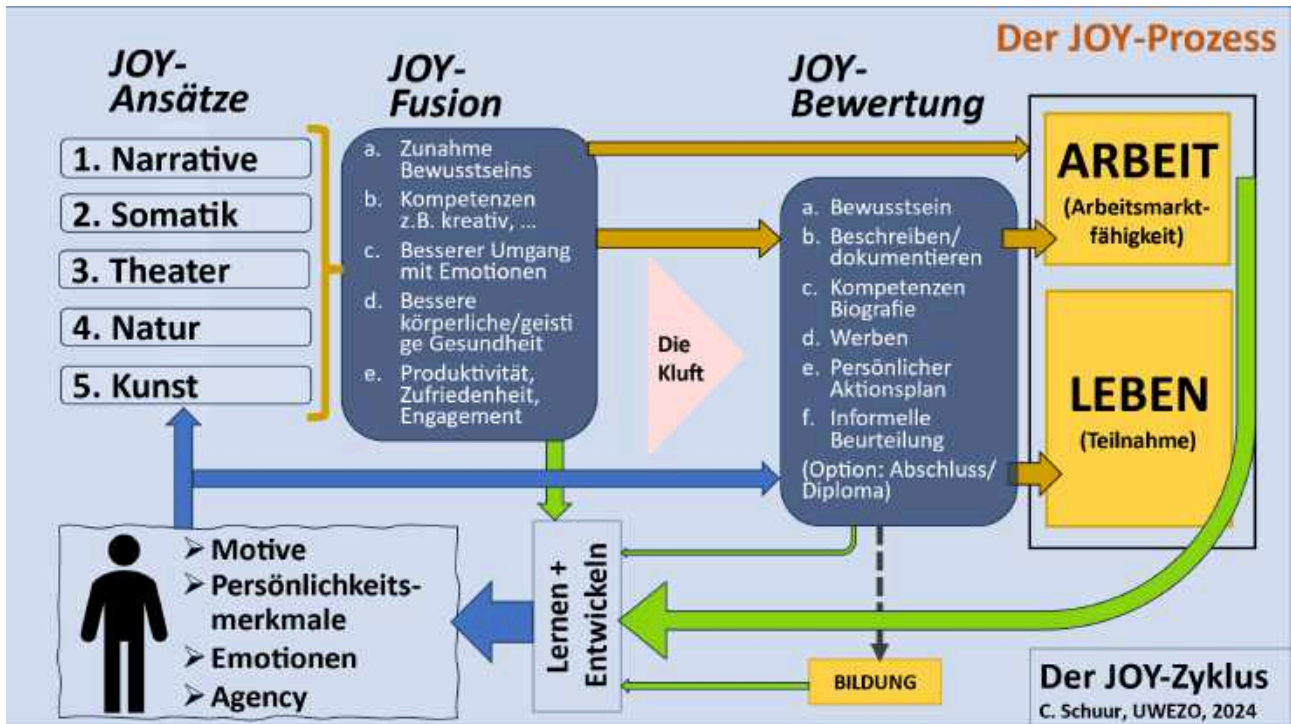 Der JOY-Prozess
JOY-
Ansätze
1. Narrative
2. Somatik
3. Theater
4. Natur
5. Kunst
JOY-
Fusion
a. Zunahme
Bewusstseins
b. Kompetenzen
z.B. kreativ, ...
c. Besserer Umgang
mit Emotionen
d. Bessere
körperliche/geisti
ge Gesundheit
e. Produktivität,
Zufriedenheit,
Engagement
Die
Kluft
JOY-
Bewertung
a. Bewusstsein
b. Beschreiben/
dokumentieren
c. Kompetenzen
Biografie
d. Werben
e. Persönlicher
Aktionsplan
f. Informelle
Beurteilung
(Option: Abschluss/
Diploma)
ARBEIT
(Arbeitsmarkt-
fähigkeit)
LEBEN
(Teilnahme)
➢ Motive
➢ Persönlichkeits-
merkmale
➢ Emotionen
➢ Agency
Lernen +
Entwickeln
BILDUNG
Der JOY-Zyklus
C. Schuur, UWEZO, 2024